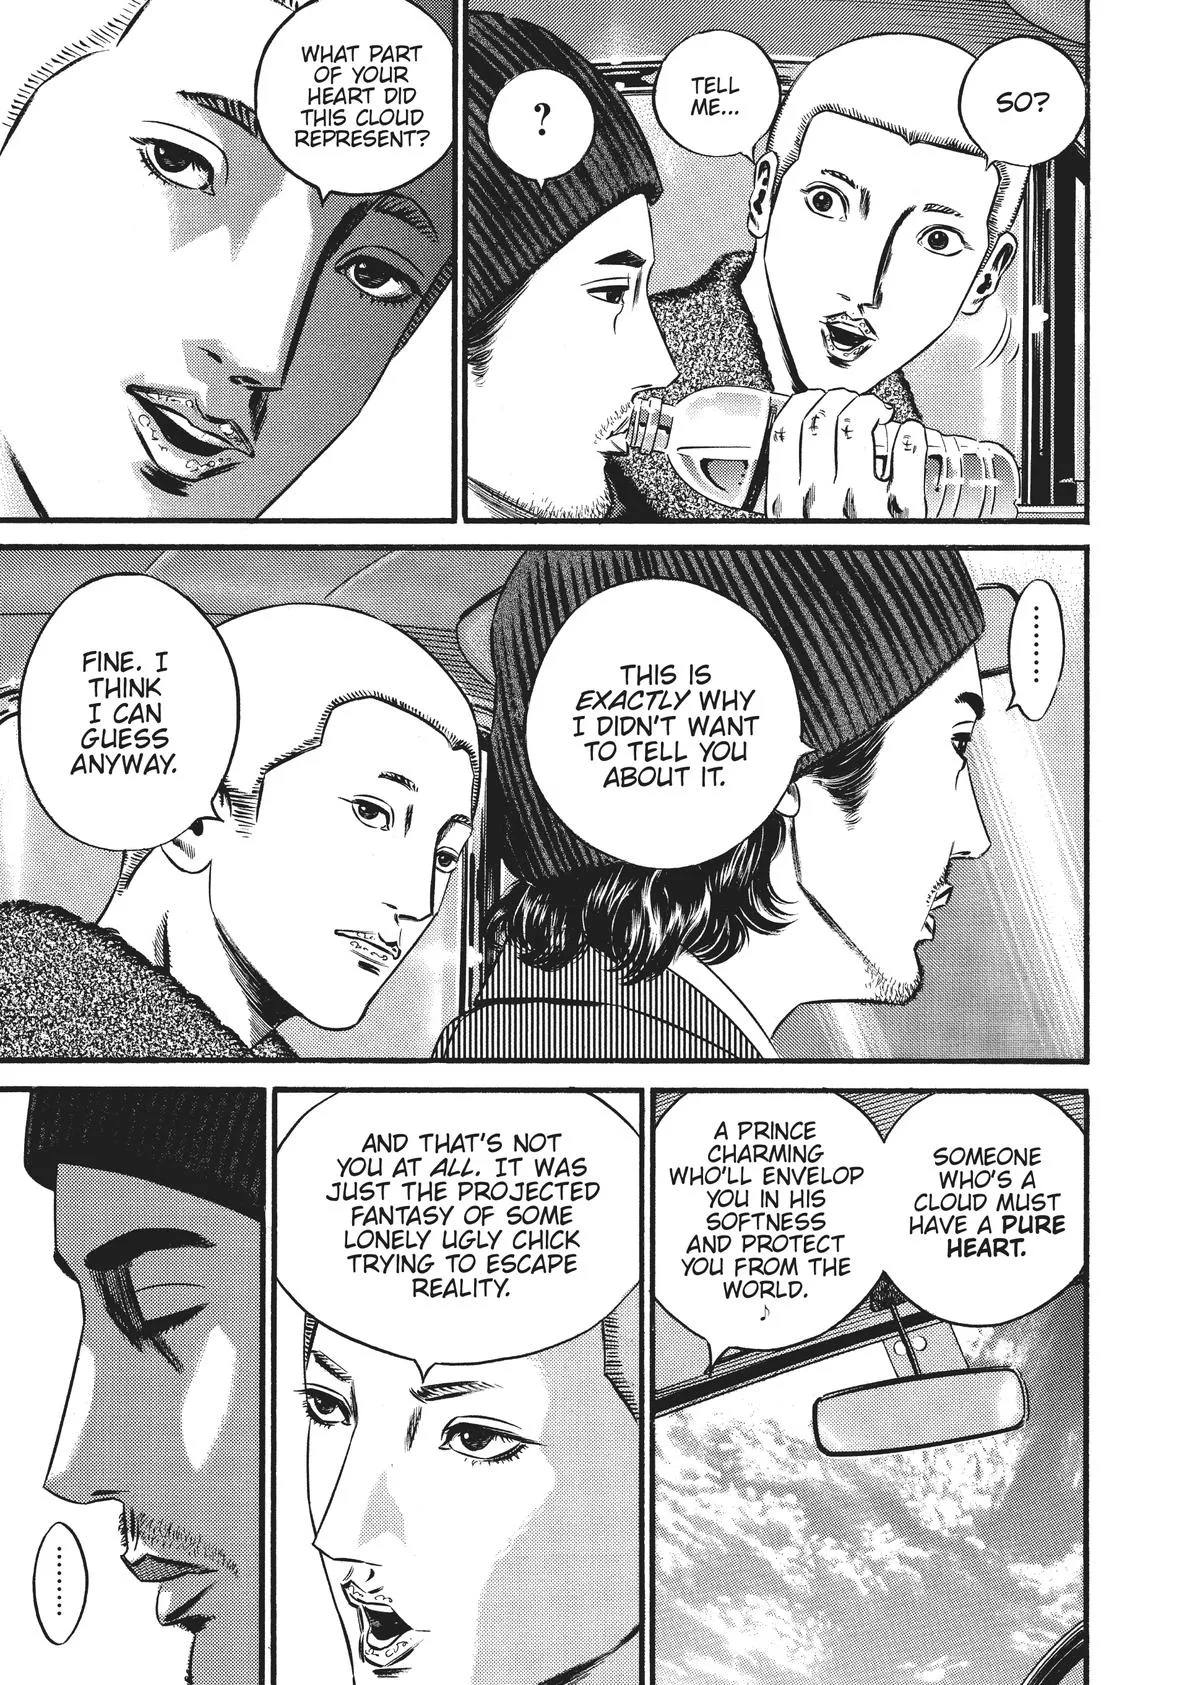 SO?
TELL
ME...
?
WHAT PART
OF YOUR
HEART DID
THIS CLOUD
REPRESENT?
........
THIS IS
EXACTLY WHY
I DIDN'T WANT
TO TELL YOU
ABOUT IT.
FINE. I
THINK
I CAN
GUESS
ANYWAY.
SOMEONE
WHO'S A
CLOUD MUST
HAVE A PURE
HEART.
A PRINCE
CHARMING
WHO'LL ENVELOP
YOU IN HIS
SOFTNESS
AND PROTECT
YOU FROM THE
WORLD.
♪
AND THAT'S NOT
YOU AT ALL. IT WAS
JUST THE PROJECTED
FANTASY OF SOME
LONELY UGLY CHICK
TRYING TO ESCAPE
REALITY.
........